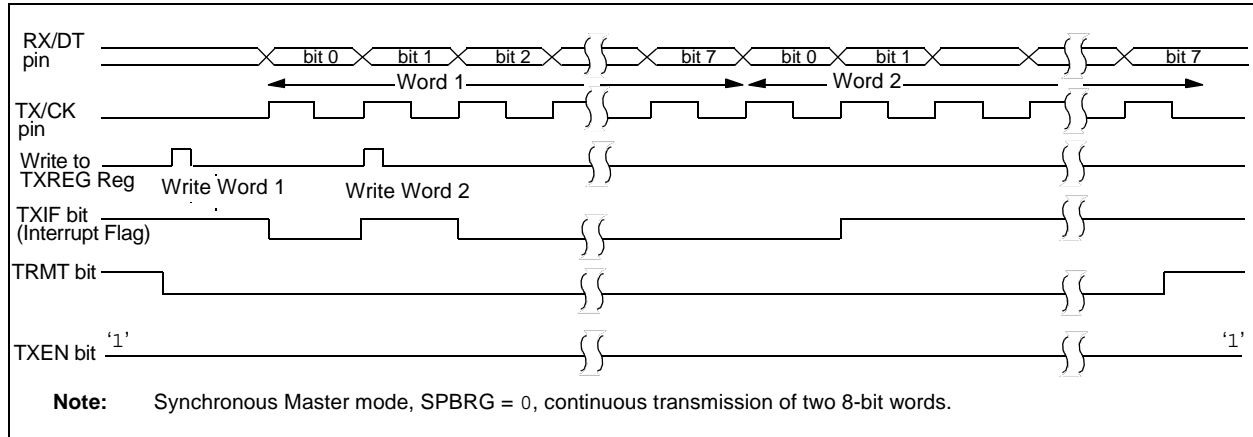 RX/DT
pin
bit 0 bit 1 bit 2 bit 7 bit 0 bit 1 bit 7
Word 1 Word 2
TX/CK
pin
Write to
TXREG Reg
Write Word 1 Write Word 2
TXIF bit
(Interrupt Flag)
TRMT bit
TXEN bit ‘1’ ‘1’
Note: Synchronous Master mode, SPBRG = 0, continuous transmission of two 8-bit words.